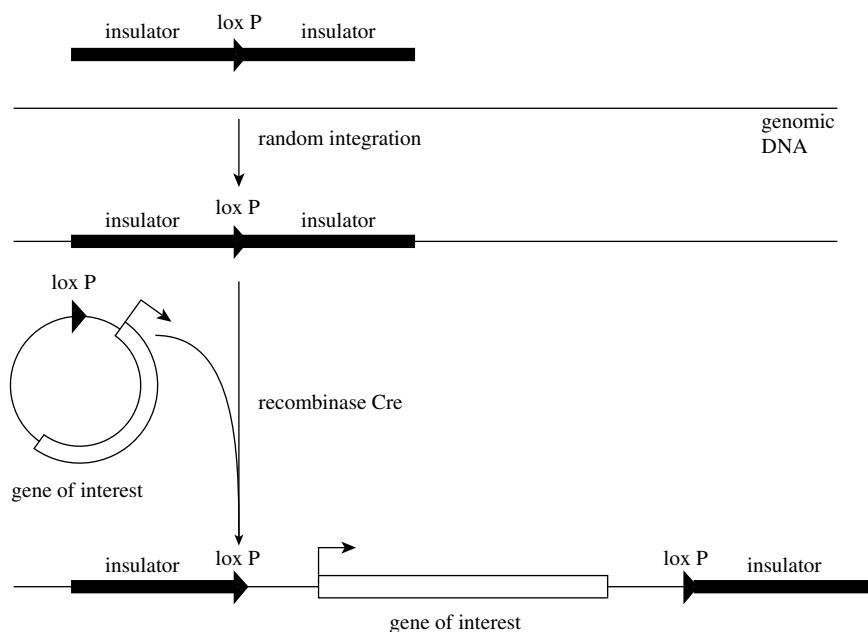 lox P
insulator insulator
genomic
DNA
random integration
lox P
insulator insulator
lox P
recombinase Cre
gene of interest
insulator lox P lox P insulator
gene of interest